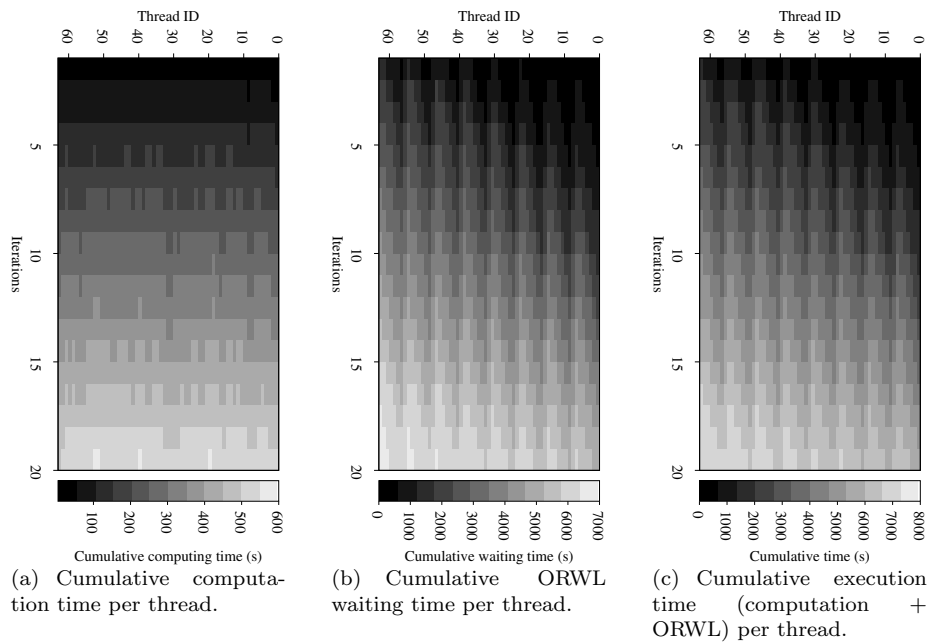 Thread ID
60 50 40 30 20 10 0
5
10
15
20
Iterations
100 200 300 400 500 600
Cumulative computing time (s)
(a) Cumulative computa-
tion time per thread.
Thread ID
60 50 40 30 20 10 0
5
10
15
20
Iterations
0 1000 2000 3000 4000 5000 6000 7000
Cumulative waiting time (s)
(b) Cumulative ORWL
waiting time per thread.
Thread ID
60 50 40 30 20 10 0
5
10
15
20
Iterations
0 1000 2000 3000 4000 5000 6000 7000 8000
Cumulative time (s)
(c) Cumulative execution
time (computation +
ORWL) per thread.